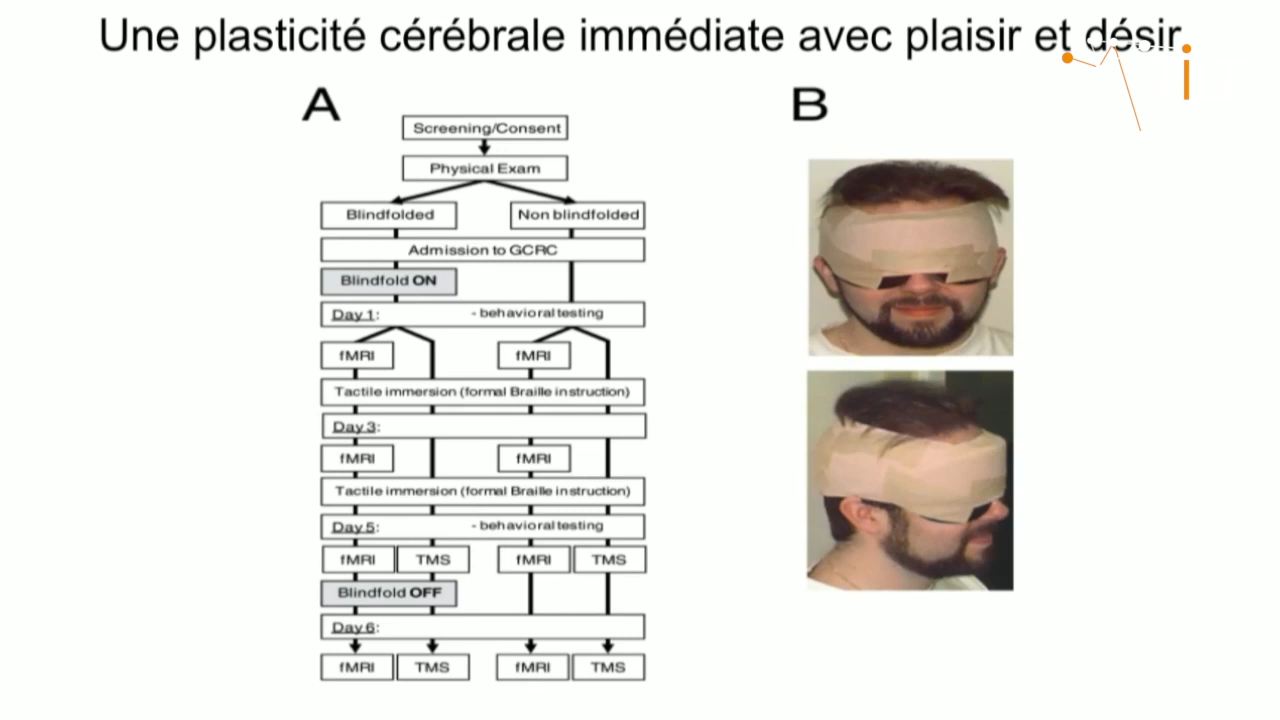 Une plasticité cérébrale immédiate avec plaisir et désir.
A
B
Screening/Consent
Physical Exam
Blindfolded
Non blindfolded
Admission to GCRC
Blindfold ON
Day 1: - behavioral testing
fMRI fMRI
Tactile immersion (formal Braille instruction)
Day 3:
fMRI fMRI
Tactile immersion (formal Braille instruction)
Day 5: - behavioral testing
fMRI TMS fMRI TMS
Blindfold OFF
Day 6:
fMRI TMS fMRI TMS